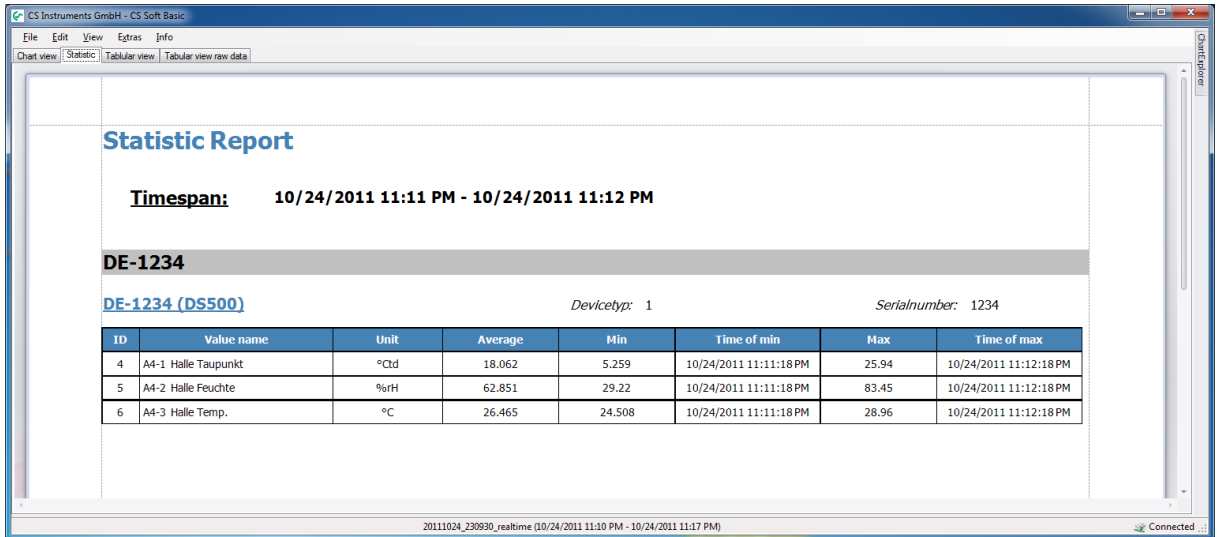 CS Instruments GmbH - CS Soft Basic
File Edit View Extras Info
Chart view Statistic Tablular view Tabular view raw data
ChartExplorer
Statistic Report
Timespan: 10/24/2011 11:11 PM - 10/24/2011 11:12 PM
DE-1234
DE-1234 (DS500) Devicetyp: 1 Serialnumber: 1234
ID Value name Unit Average Min Time of min Max Time of max
4 A4-1 Halle Taupunkt °Ctd 18.062 5.259 10/24/2011 11:11:18 PM 25.94 10/24/2011 11:12:18 PM
5 A4-2 Halle Feuchte %rH 62.851 29.22 10/24/2011 11:11:18 PM 83.45 10/24/2011 11:12:18 PM
6 A4-3 Halle Temp. °C 26.465 24.508 10/24/2011 11:11:18 PM 28.96 10/24/2011 11:12:18 PM
20111024_230930_realtime (10/24/2011 11:10 PM - 10/24/2011 11:17 PM) Connected